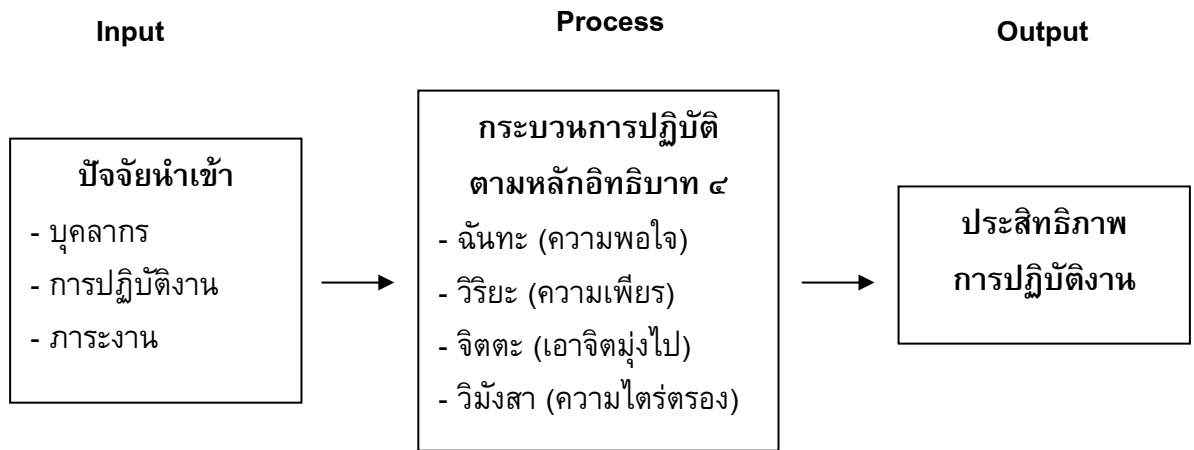 Input
Process
Output
ปัจจัยนำเข้า
- บุคลากร
- การปฏิบัติงาน
- ภาระงาน
กระบวนการปฏิบัติ
ตามหลักอิทธิบาท ๔
- ฉันทะ (ความพอใจ)
- วิริยะ (ความเพียร)
- จิตตะ (เอาจิตมุ่งไป)
- วิมังสา (ความไตร่ตรอง)
ประสิทธิภาพ
การปฏิบัติงาน